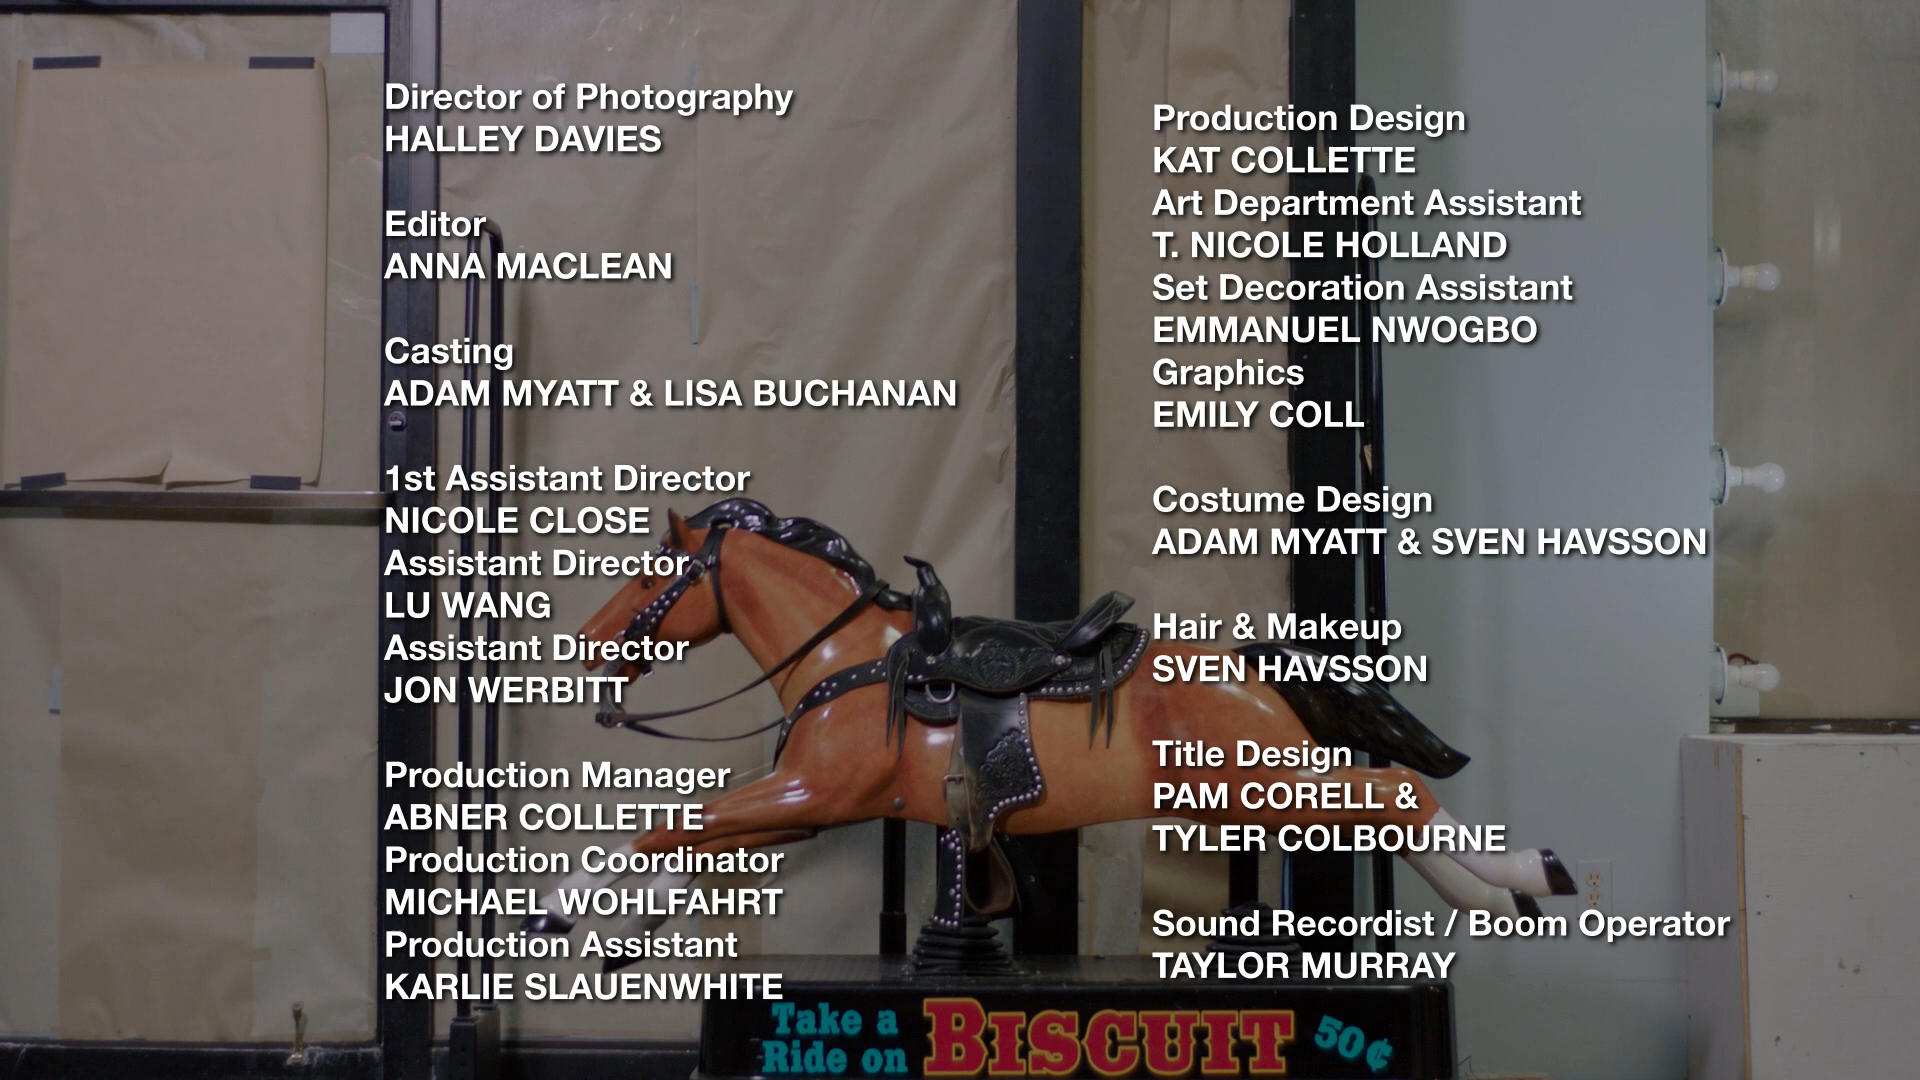 Director of Photography
HALLEY DAVIES
Editor
ANNA MACLEAN
Casting
ADAM MYATT & LISA BUCHANAN
1st Assistant Director
NICOLE CLOSE
Assistant Director
LU WANG
Assistant Director
JON WERBITT
Production Manager
ABNER COLLETTE
Production Coordinator
MICHAEL WOHLFAHRT
Production Assistant
KARLIE SLAUENWHITE
Production Design
KAT COLLETTE
Art Department Assistant
T. NICOLE HOLLAND
Set Decoration Assistant
EMMANUEL NWOGBO
Graphics
EMILY COLL
Costume Design
ADAM MYATT & SVEN HAVSSON
Hair & Makeup
SVEN HAVSSON
Title Design
PAM CORELL &
TYLER COLBOURNE
Sound Recordist / Boom Operator
TAYLOR MURRAY
Take a
Ride on
BISCUIT
50¢